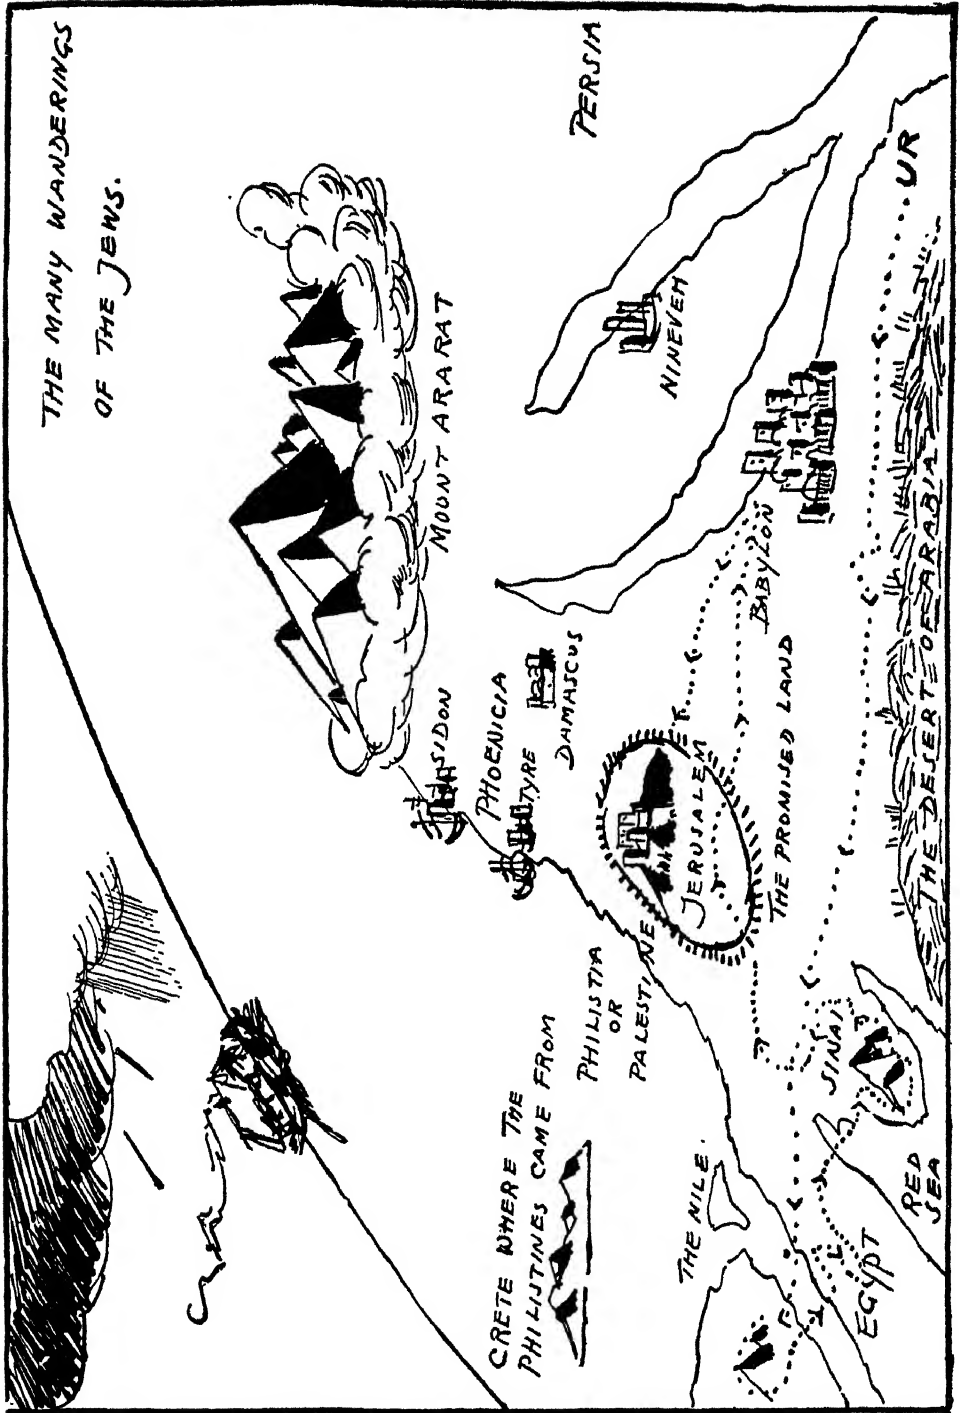 THE MANY WANDERINGS
OF THE JEWS.
MOUNT ARARAT
PERSIA
NINEVEH
UR
BABYLON
SIDON
PHOENICIA
TYRE
DAMASCUS
JERUSALEM
THE PROMISED LAND
THE DESERT OF ARABIA
CRETE WHERE THE
PHILISTINES CAME FROM
PHILISTIA
OR
PALESTINE
SINAI
THE NILE.
RED
SEA
EGYPT